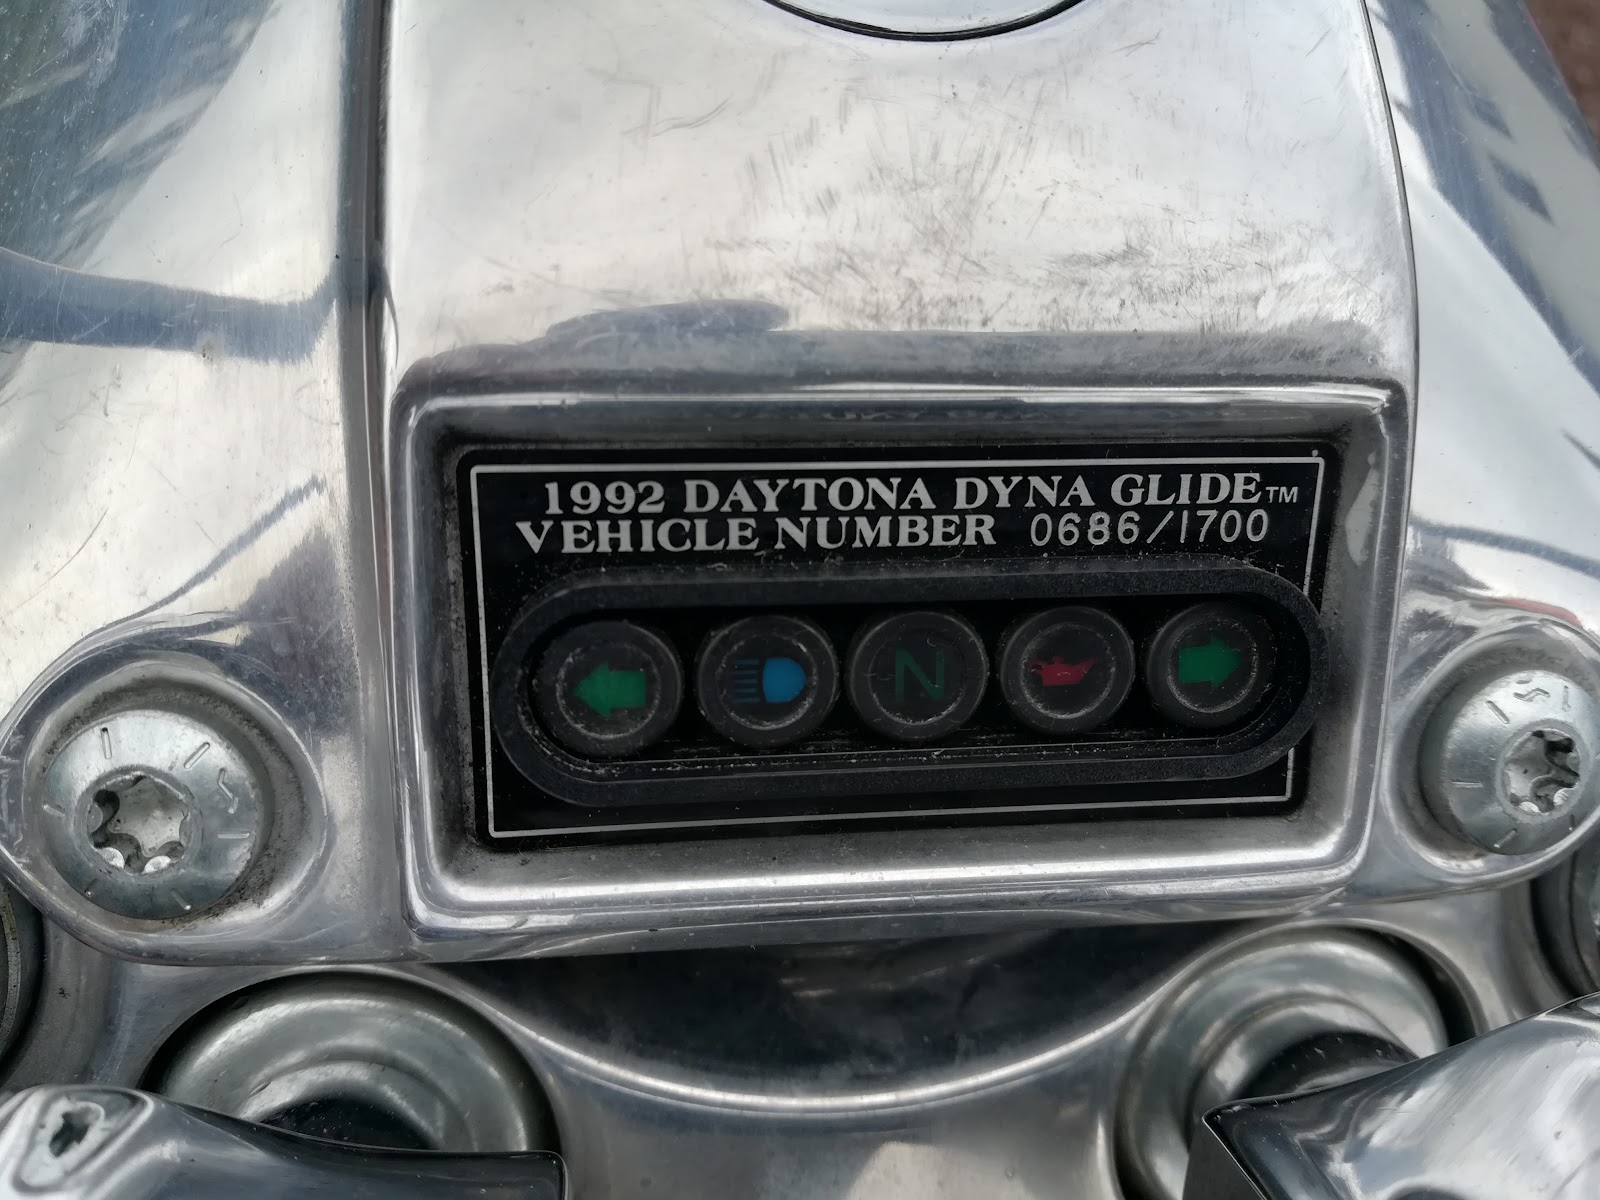 1992 DAYTONA DYNA GLIDE™
VEHICLE NUMBER 0686/1700
N